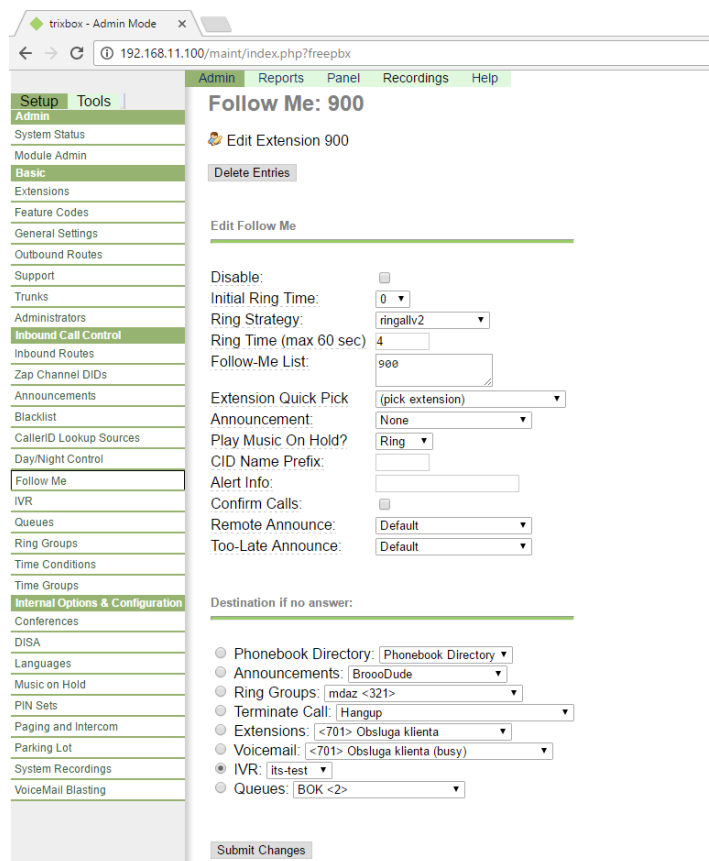 trixbox - Admin Mode
192.168.11.100/maint/index.php?freepbx
Admin Reports Panel Recordings Help
Setup Tools
Admin
System Status
Module Admin
Basic
Extensions
Feature Codes
General Settings
Outbound Routes
Support
Trunks
Administrators
Inbound Call Control
Inbound Routes
Zap Channel DIDs
Announcements
Blacklist
CallerID Lookup Sources
Day/Night Control
Follow Me
IVR
Queues
Ring Groups
Time Conditions
Time Groups
Internal Options & Configuration
Conferences
DISA
Languages
Music on Hold
PIN Sets
Paging and Intercom
Parking Lot
System Recordings
VoiceMail Blasting
Follow Me: 900
Edit Extension 900
Delete Entries
Edit Follow Me
Disable:
Initial Ring Time: 0
Ring Strategy: ringallv2
Ring Time (max 60 sec) 4
Follow-Me List: 900
Extension Quick Pick (pick extension)
Announcement: None
Play Music On Hold? Ring
CID Name Prefix:
Alert Info:
Confirm Calls:
Remote Announce: Default
Too-Late Announce: Default
Destination if no answer:
Phonebook Directory: Phonebook Directory
Announcements: BroooDude
Ring Groups: mdaz <321>
Terminate Call: Hangup
Extensions: <701> Obsluga klienta
Voicemail: <701> Obsluga klienta (busy)
IVR: its-test
Queues: BOK <2>
Submit Changes